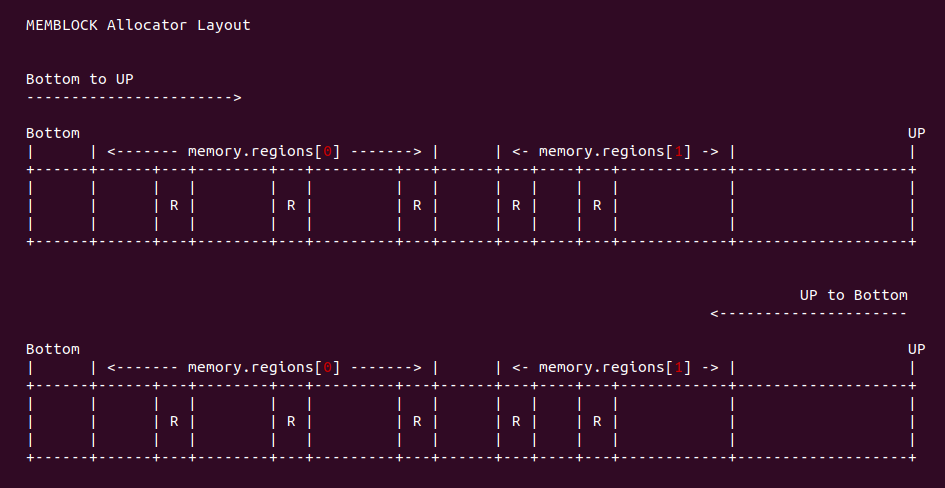 MEMBLOCK Allocator Layout
Bottom to UP
----------------------->
Bottom                                                                                            UP
|      | <------- memory.regions[0] -------> |      | <- memory.regions[1] -> |                   |
+------+------+---+--------+---+---------+---+------+---+----+---+------------+-------------------+
|      |      |   |        |   |         |   |      |   |    |   |            |                   |
|      |      | R |        | R |         | R |      | R |    | R |            |                   |
|      |      |   |        |   |         |   |      |   |    |   |            |                   |
+------+------+---+--------+---+---------+---+------+---+----+---+------------+-------------------+
UP to Bottom
<---------------------
Bottom                                                                                            UP
|      | <------- memory.regions[0] -------> |      | <- memory.regions[1] -> |                   |
+------+------+---+--------+---+---------+---+------+---+----+---+------------+-------------------+
|      |      |   |        |   |         |   |      |   |    |   |            |                   |
|      |      | R |        | R |         | R |      | R |    | R |            |                   |
|      |      |   |        |   |         |   |      |   |    |   |            |                   |
+------+------+---+--------+---+---------+---+------+---+----+---+------------+-------------------+